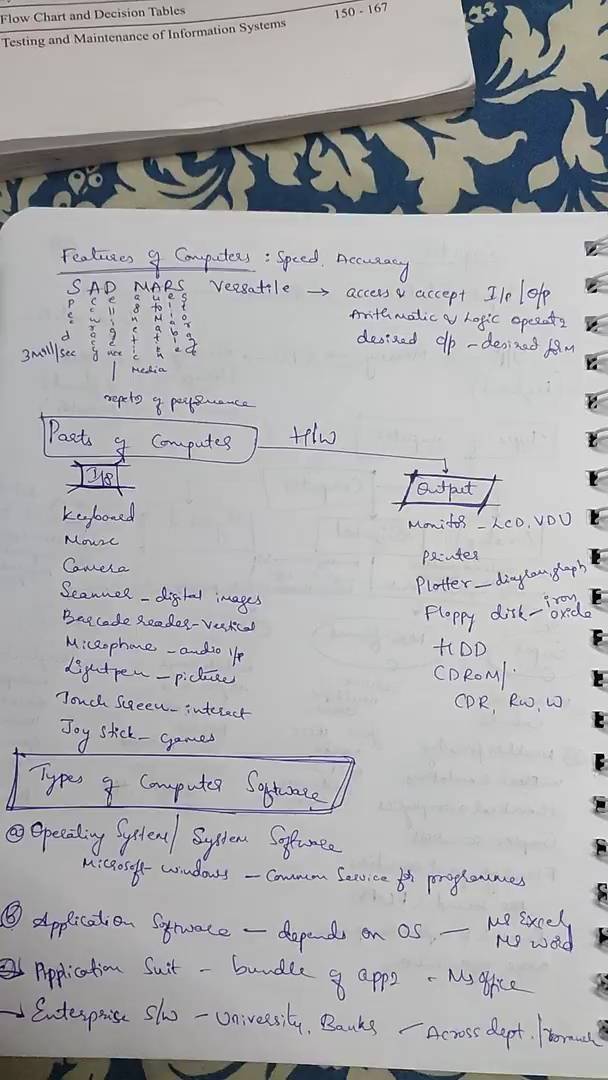 Flow Chart and Decision Tables 150 - 167
Testing and Maintenance of Information Systems
Features of Computers : Speed, Accuracy
SAD MARS Versatile → access & accept I/p / O/p
Arithmatic & Logic operatn
desired o/p - desired form
3Mill/sec
Media
of performance
Parts of Computer H/W
Output
Keyboard
Mouse
Camera
Scanner - digital images
Barcode reader - vertical
Microphone - audio i/p
Lightpen - pictures
Touch Screen - interact
Joy stick - games
Monitor - LCD, VDU
Printer
Plotter - diagram, graph
Floppy disk - iron oxide
HDD
CDROM/
CDR, RW, W
Types of Computer Software
(a) Operating System/ System Software
Microsoft- windows - Common Service for programmes
(b) Application Software - depends on OS, - MS Excel
MS Word
Application Suit - bundle of appn - Ms office
→ Enterprise S/W - University, Banks - Across dept. / branch